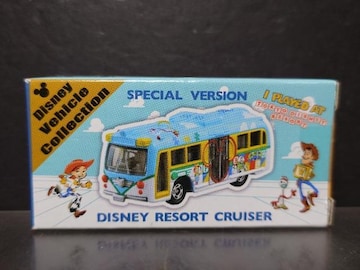 Disney
Vehicle
Collection
SPECIAL VERSION
I PLAYED AT
DISNEY RESORT CRUISER